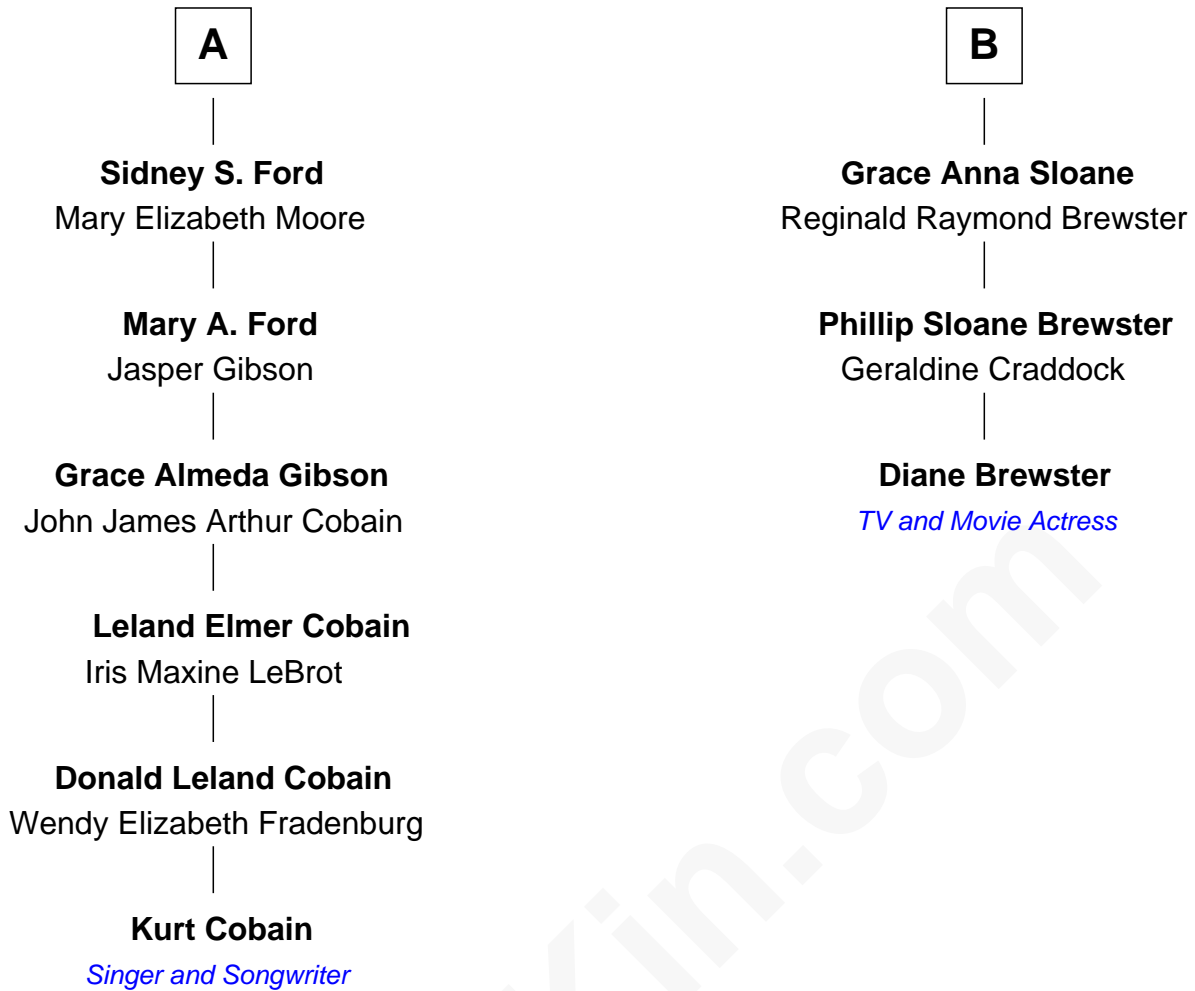 A
Sidney S. Ford
Mary Elizabeth Moore
Mary A. Ford
Jasper Gibson
Grace Almeda Gibson
John James Arthur Cobain
Leland Elmer Cobain
Iris Maxine LeBrot
Donald Leland Cobain
Wendy Elizabeth Fradenburg
Kurt Cobain
Singer and Songwriter
B
Grace Anna Sloane
Reginald Raymond Brewster
Phillip Sloane Brewster
Geraldine Craddock
Diane Brewster
TV and Movie Actress